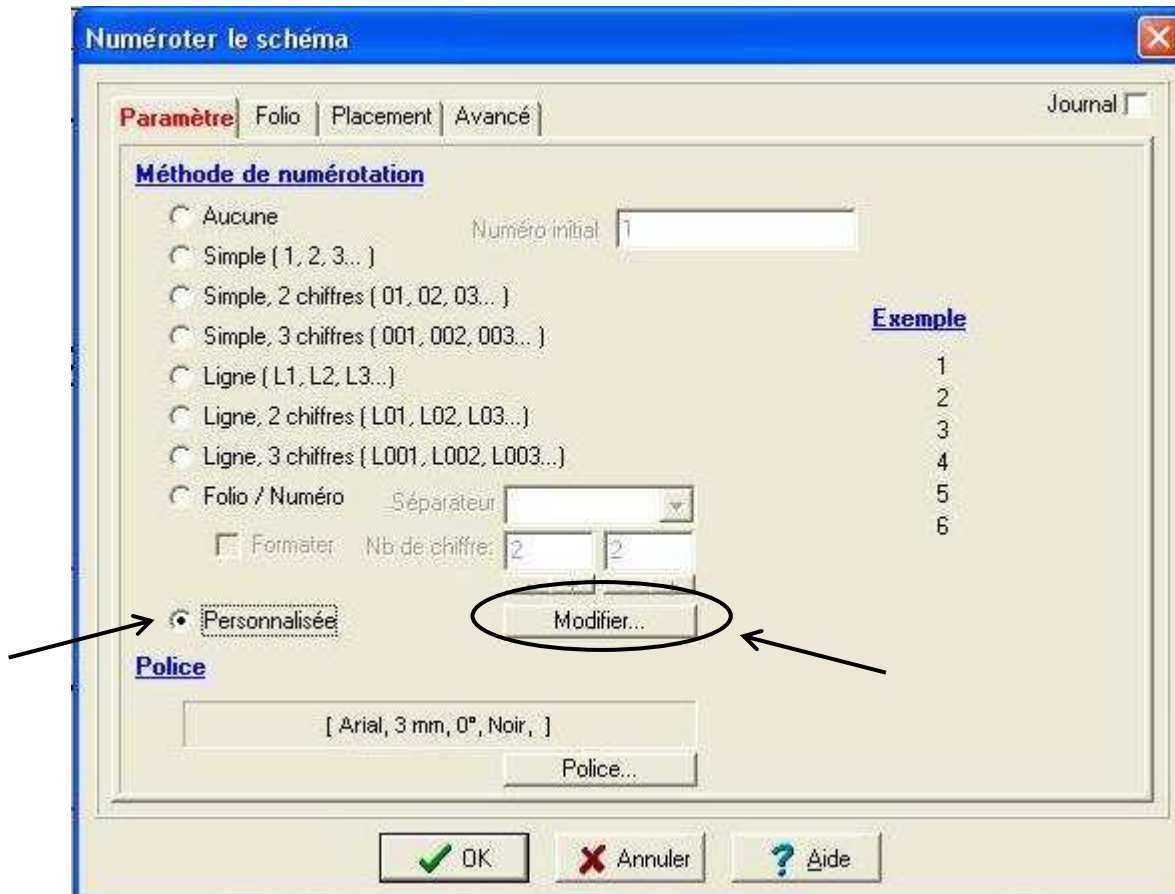 Numéroter le schéma
Paramètre Folio Placement Avancé Journal
Méthode de numérotation
Aucune Numéro initial 1
Simple ( 1, 2, 3... )
Simple, 2 chiffres ( 01, 02, 03... )
Simple, 3 chiffres ( 001, 002, 003... )
Ligne ( L1, L2, L3...)
Ligne, 2 chiffres ( L01, L02, L03...)
Ligne, 3 chiffres ( L001, L002, L003...)
Folio / Numéro Séparateur
Formater Nb de chiffre: 2 2
Personnalisée Modifier...
Exemple
1
2
3
4
5
6
Police
[ Arial, 3 mm, 0°, Noir, ]
Police...
OK Annuler ? Aide